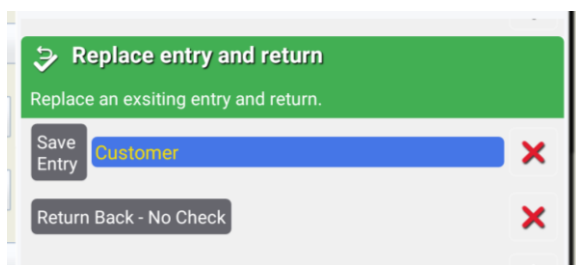 Replace entry and return
Replace an exsiting entry and return.
Save
Entry
Customer
Return Back - No Check